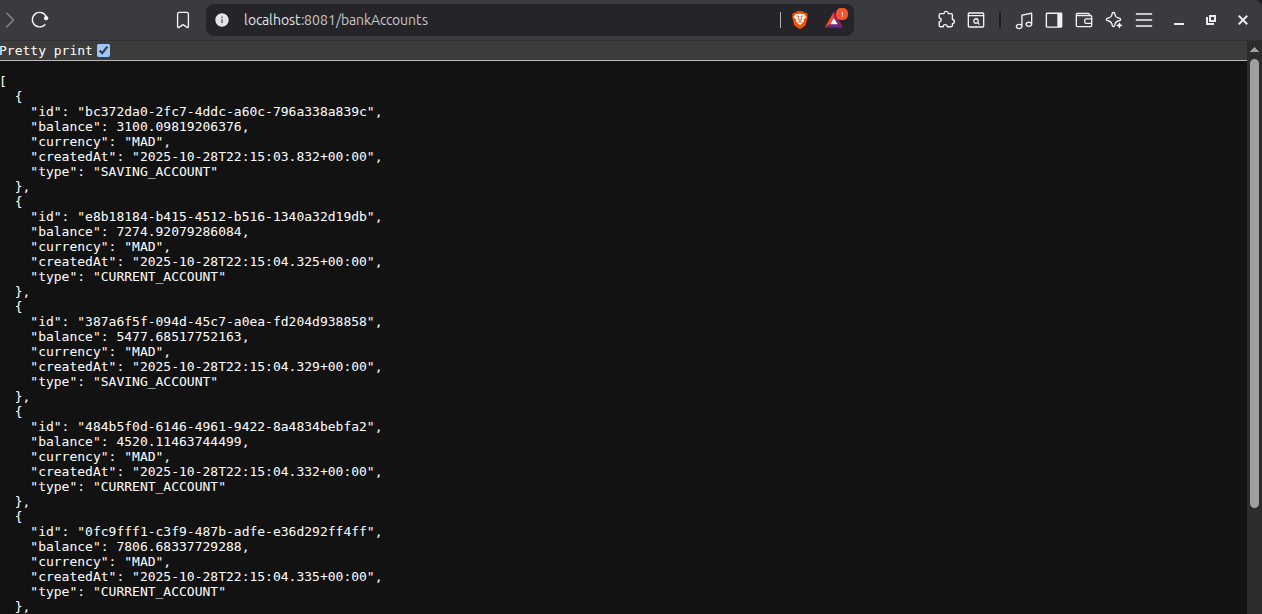 localhost:8081/bankAccounts
1
Pretty print
[
  {
    "id": "bc372da0-2fc7-4ddc-a60c-796a338a839c",
    "balance": 3100.09819206376,
    "currency": "MAD",
    "createdAt": "2025-10-28T22:15:03.832+00:00",
    "type": "SAVING_ACCOUNT"
  },
  {
    "id": "e8b18184-b415-4512-b516-1340a32d19db",
    "balance": 7274.92079286084,
    "currency": "MAD",
    "createdAt": "2025-10-28T22:15:04.325+00:00",
    "type": "CURRENT_ACCOUNT"
  },
  {
    "id": "387a6f5f-094d-45c7-a0ea-fd204d938858",
    "balance": 5477.68517752163,
    "currency": "MAD",
    "createdAt": "2025-10-28T22:15:04.329+00:00",
    "type": "SAVING_ACCOUNT"
  },
  {
    "id": "484b5f0d-6146-4961-9422-8a4834bebfa2",
    "balance": 4520.11463744499,
    "currency": "MAD",
    "createdAt": "2025-10-28T22:15:04.332+00:00",
    "type": "CURRENT_ACCOUNT"
  },
  {
    "id": "0fc9fff1-c3f9-487b-adfe-e36d292ff4ff",
    "balance": 7806.68337729288,
    "currency": "MAD",
    "createdAt": "2025-10-28T22:15:04.335+00:00",
    "type": "CURRENT_ACCOUNT"
  },